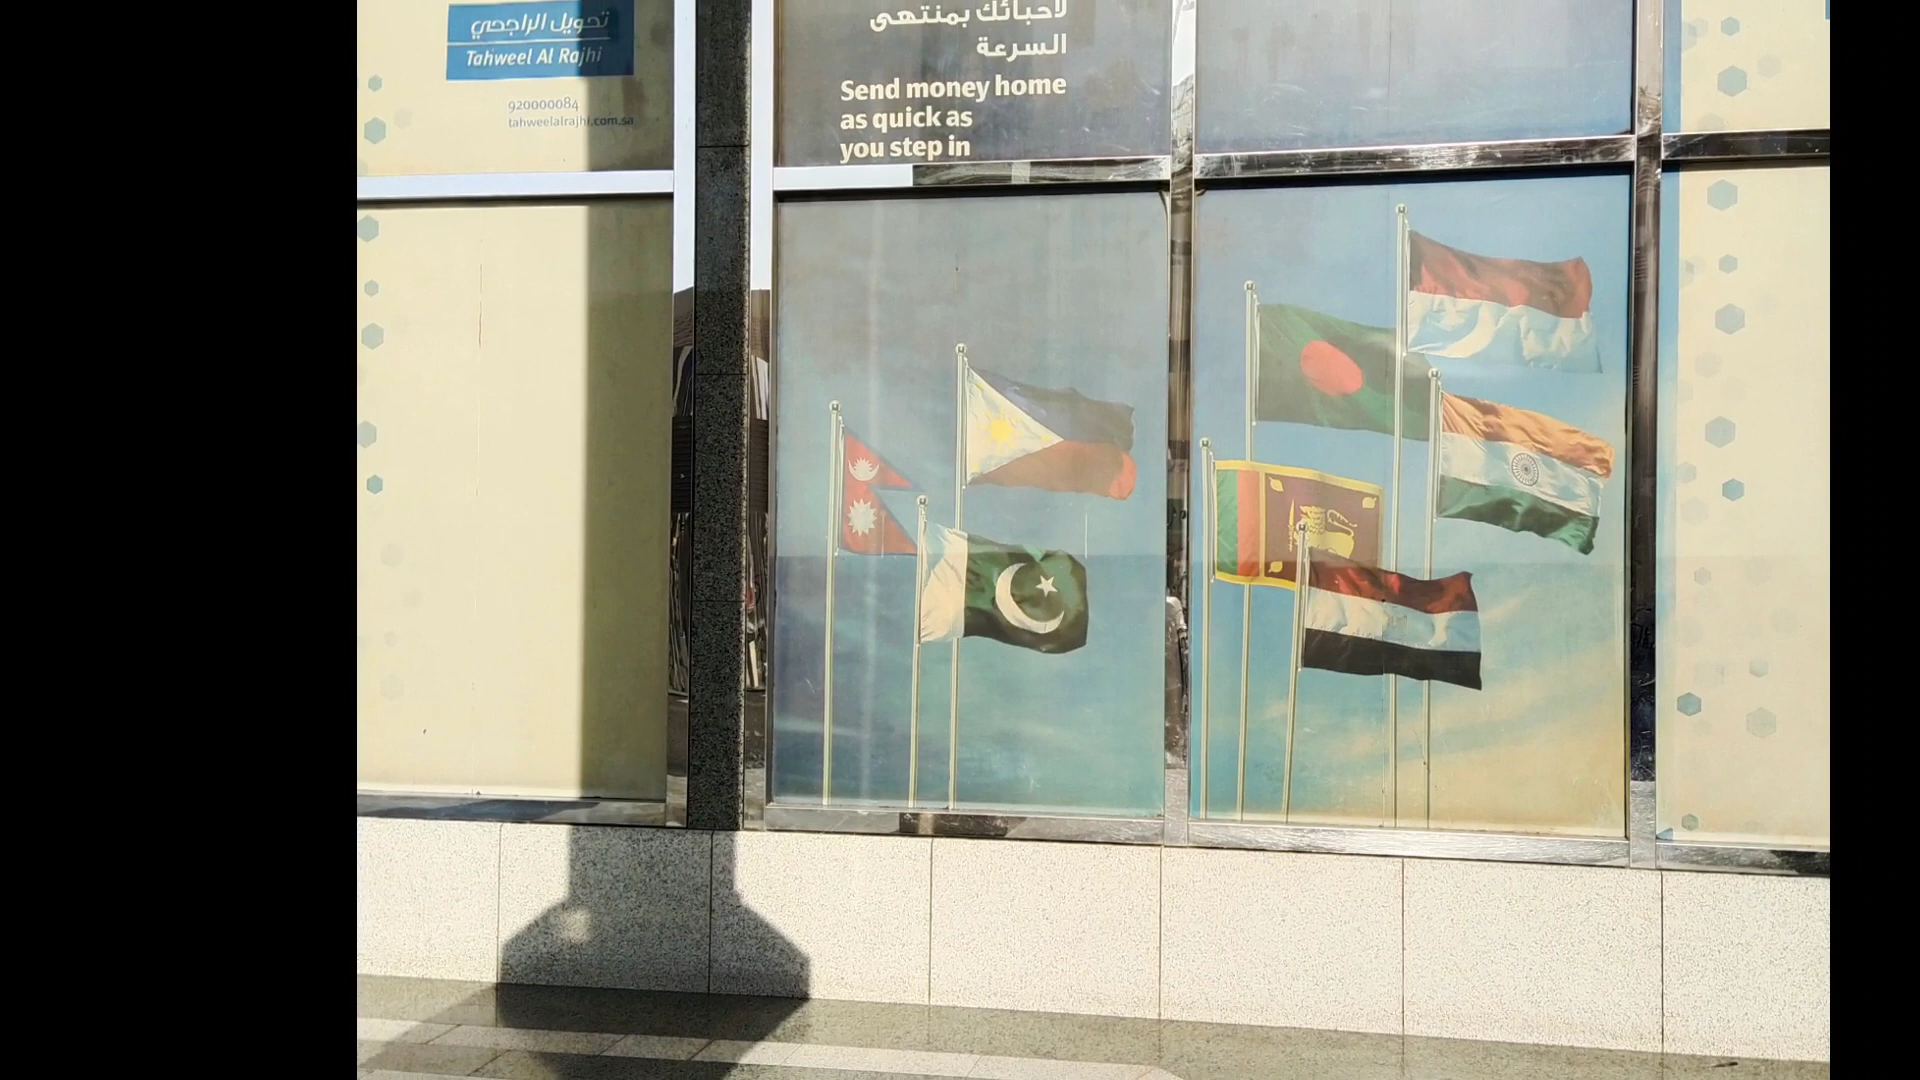 تحويل الراجحي
Tahweel Al Rajhi
920000084
tahweelalrajhi.com.sa
لأحبائك بمنتهى
السرعة
Send money home
as quick as
you step in